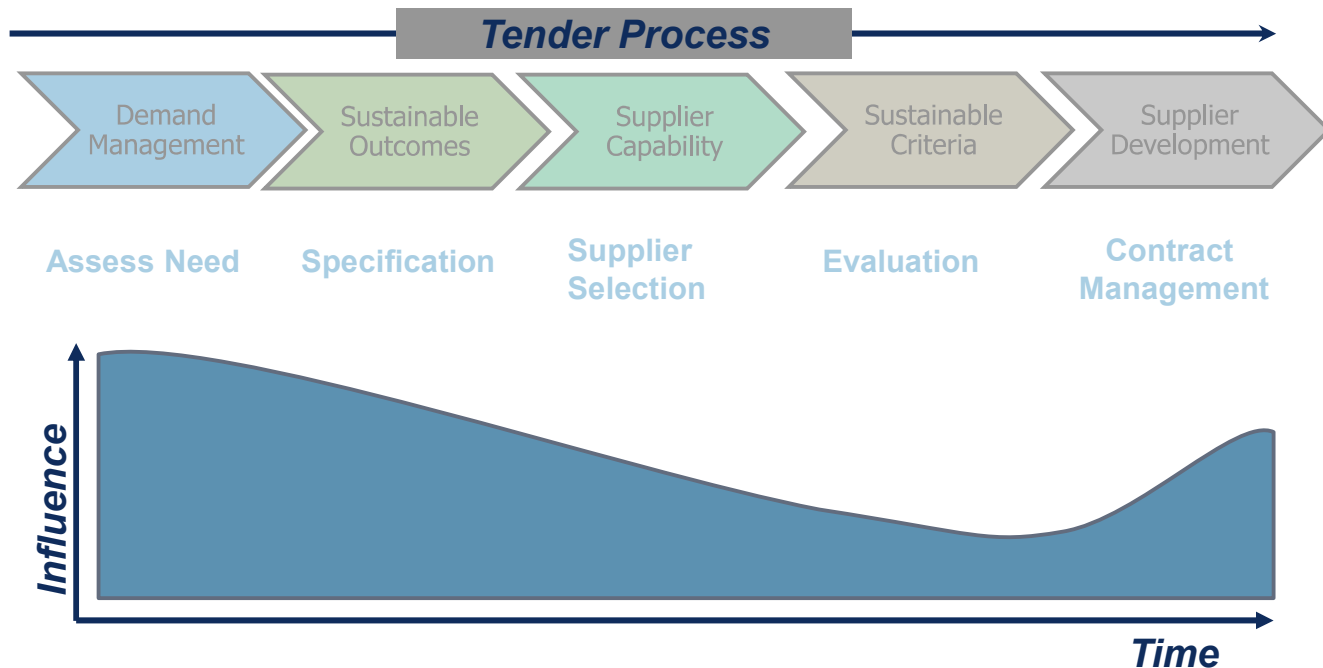 Tender Process
Demand
Management
Sustainable
Outcomes
Supplier
Capability
Sustainable
Criteria
Supplier
Development
Assess Need
Specification
Supplier
Selection
Evaluation
Contract
Management
Influence
Time